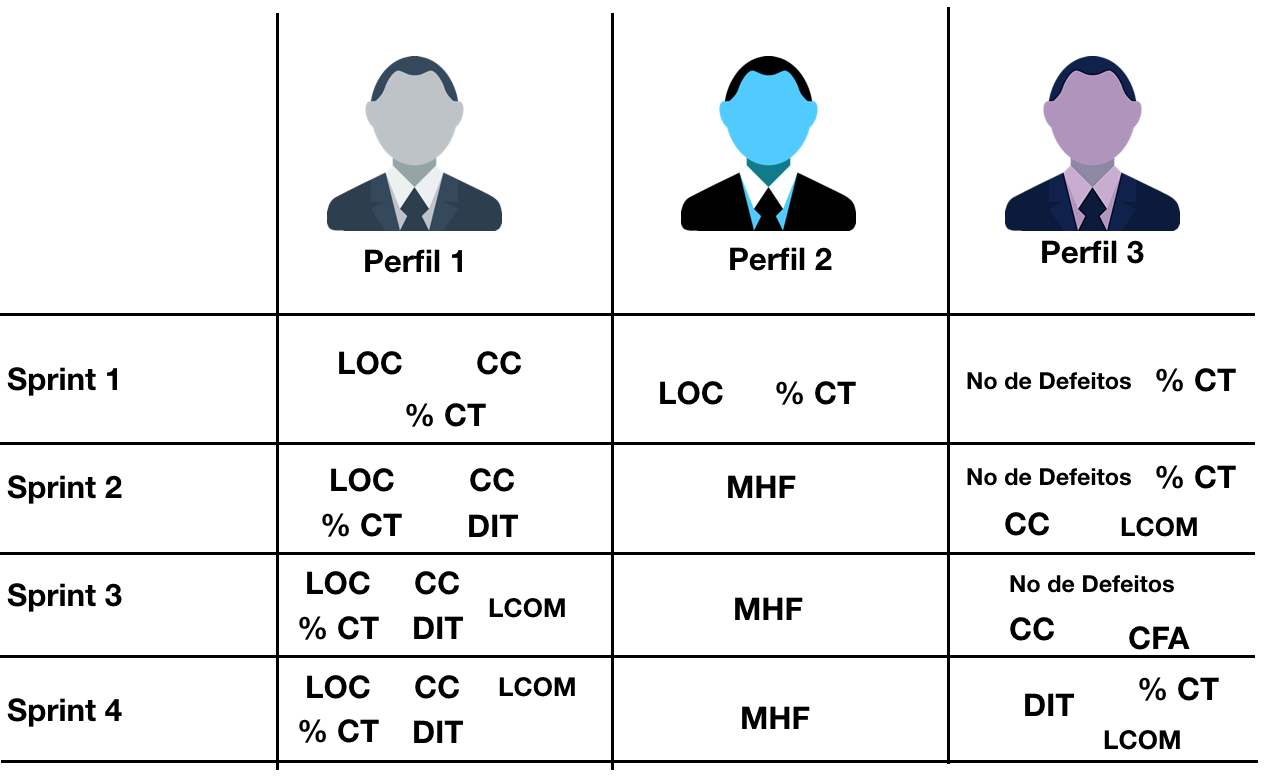 Perfil 1
Perfil 2
Perfil 3
Sprint 1
LOC CC
% CT
LOC % CT
No de Defeitos % CT
Sprint 2
LOC CC
% CT DIT
MHF
No de Defeitos % CT
CC LCOM
Sprint 3
LOC CC
LCOM
% CT DIT
MHF
No de Defeitos
CC CFA
Sprint 4
LOC CC LCOM
% CT DIT
MHF
% CT
DIT
LCOM